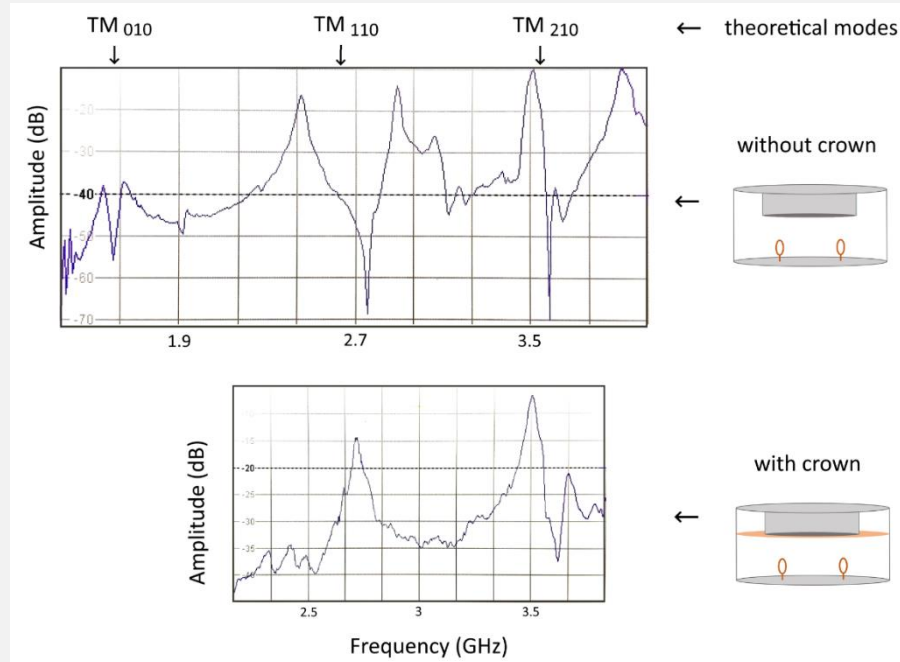 TM 010 TM 110 TM 210 ← theoretical modes
Amplitude (dB)
-20
-30
-40
-50
-60
-70
1.9 2.7 3.5
without crown
←
Amplitude (dB)
-15
-20
-25
-30
-35
2.5 3 3.5
Frequency (GHz)
with crown
←